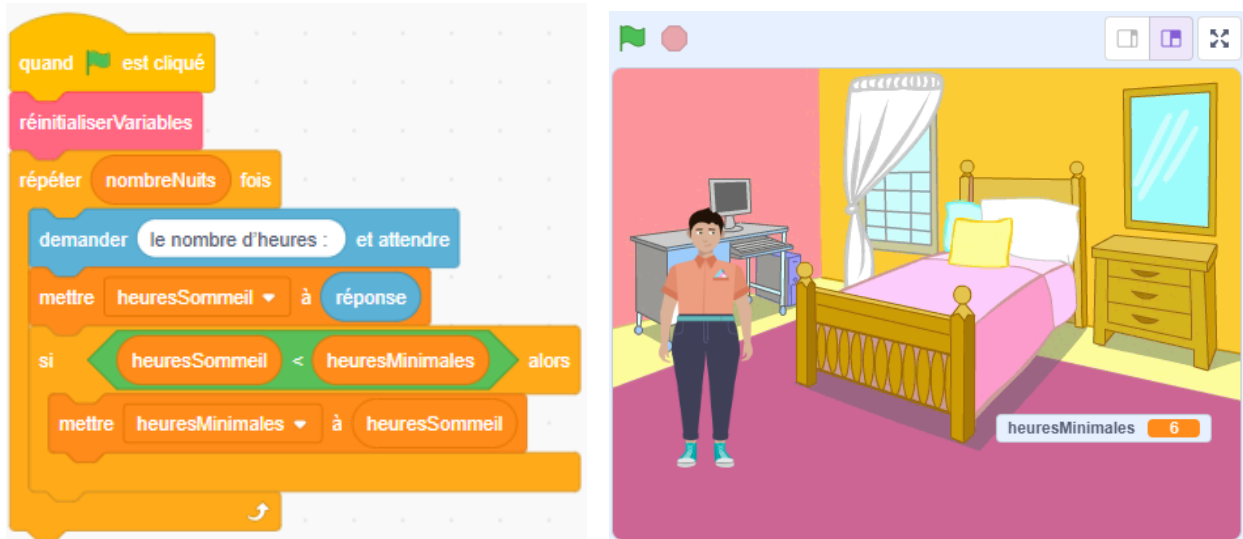 quand est cliqué
réinitialiserVariables
répéter nombreNuits fois
demander le nombre d'heures : et attendre
mettre heuresSommeil à réponse
si heuresSommeil < heuresMinimales alors
mettre heuresMinimales à heuresSommeil
heuresMinimales 6